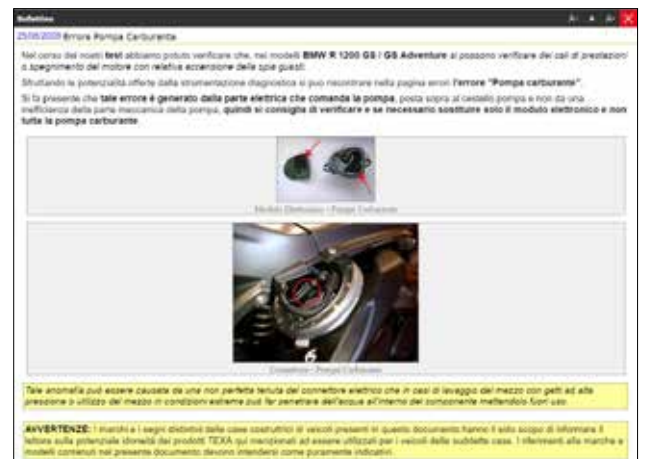 Bollettino
A- A A+ X
25/06/2009 Errore Pompa Carburante
Nel corso dei nostri test abbiamo potuto verificare che, nei modelli BMW R 1200 GS / GS Adventure si possono verificare dei cali di prestazioni
o spegnimento del motore con relativa accensione delle spie guasti.
Sfruttando le potenzialità offerte dalla strumentazione diagnostica si può riscontrare nella pagina errori l'errore "Pompa carburante".
Si fa presente che tale errore è generato dalla parte elettrica che comanda la pompa, posta sopra al cestello pompa e non da una
inefficienza della parte meccanica della pompa, quindi si consiglia di verificare e se necessario sostituire solo il modulo elettronico e non
tutta la pompa carburante
Modulo Elettronico - Pompa Carburante
Connettore - Pompa Carburante
Tale anomalia può essere causata da una non perfetta tenuta del connettore elettrico che in casi di lavaggio del mezzo con getti ad alta
pressione o utilizzo del mezzo in condizioni estreme può far penetrare dell'acqua all'interno del componente mettendolo fuori uso.
AVVERTENZE: I marchi e i segni distintivi delle case costruttrici di veicoli presenti in questo documento hanno il solo scopo di informare il
lettore sulla potenziale idoneità dei prodotti TEXA qui menzionati ad essere utilizzati per i veicoli delle suddette case. I riferimenti alle marche e
modelli contenuti nel presente documento devono intendersi come puramente indicativi.